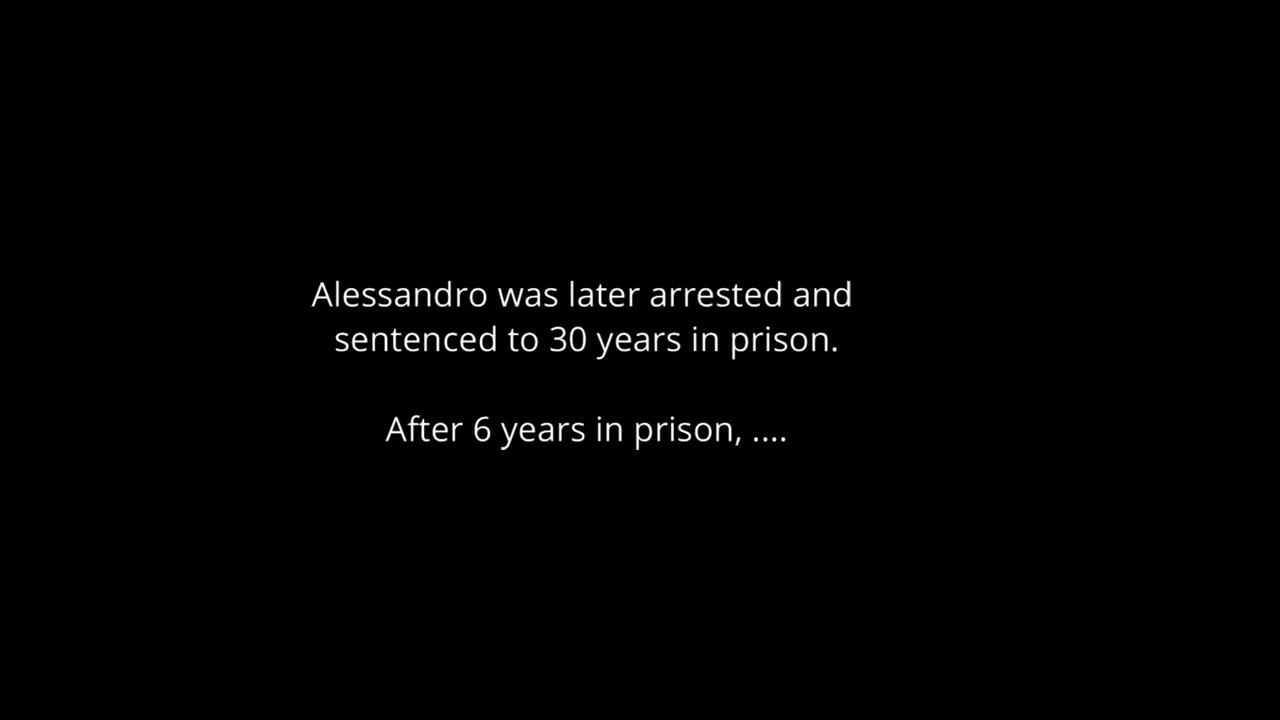 Alessandro was later arrested and
sentenced to 30 years in prison.
After 6 years in prison, ....